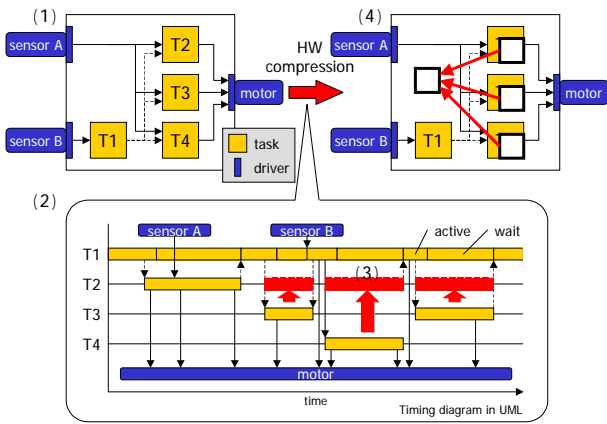 (1)
sensor A
T2
T3
T4
motor
sensor B
T1
task
driver
HW
compression
(4)
sensor A
motor
sensor B
T1
(2)
sensor A
sensor B
active
wait
T1
T2
(3)
T3
T4
motor
time
Timing diagram in UML